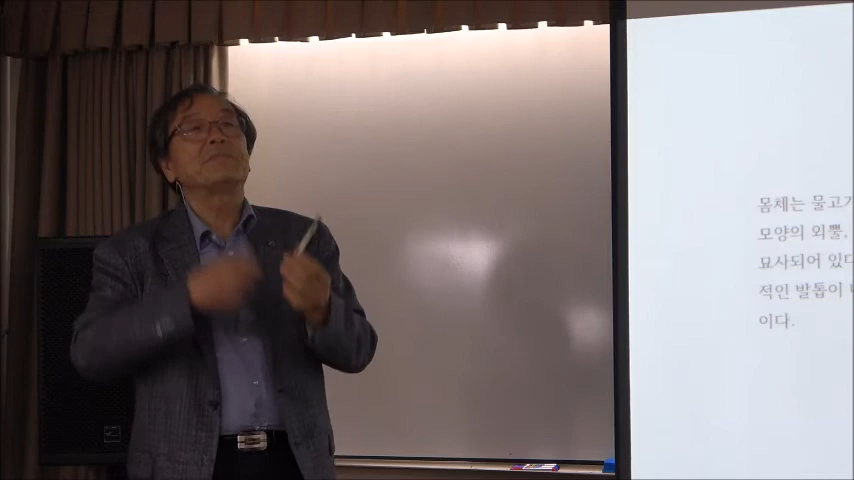 몸체는 물고기
모양의 외뿔,
묘사되어 있다
적인 발톱이
이다.